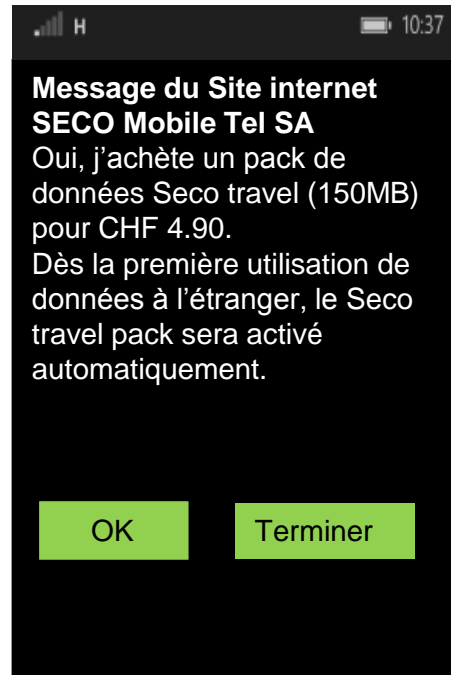 H 10:37
Message du Site internet
SECO Mobile Tel SA
Oui, j’achète un pack de
données Seco travel (150MB)
pour CHF 4.90.
Dès la première utilisation de
données à l’étranger, le Seco
travel pack sera activé
automatiquement.
OK Terminer